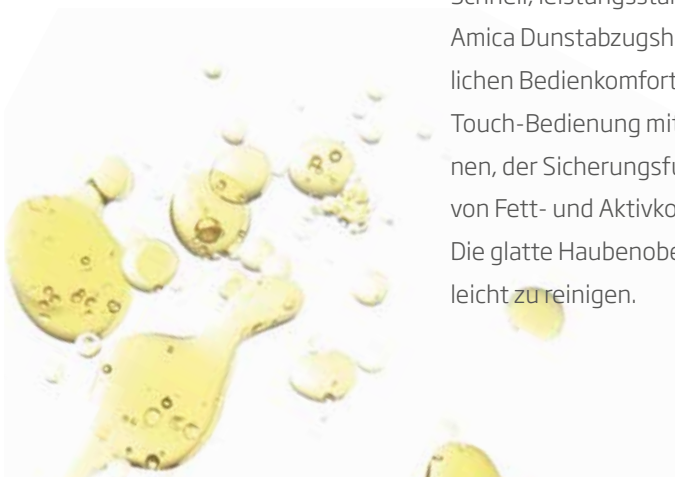 Amica Dunstabzugsh
lichen Bedienkomfort
Touch-Bedienung mit
nen, der Sicherungsfu
von Fett- und Aktivko
Die glatte Haubenobe
leicht zu reinigen.